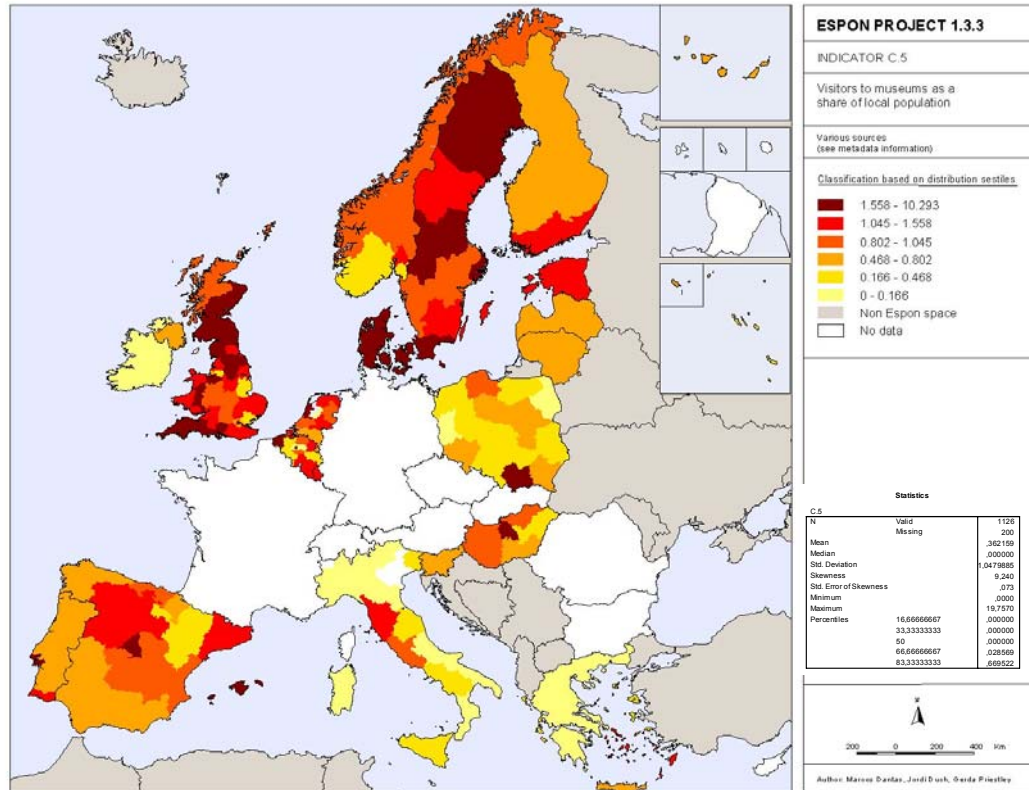 ESPON PROJECT 1.3.3
INDICATOR C.5
Visitors to museums as a
share of local population
Various sources
(see metadata information)
Classification based on distribution sestiles
1.558 - 10.293
1.045 - 1.558
0.802 - 1.045
0.468 - 0.802
0.166 - 0.468
0 - 0.166
Non Espon space
No data
Statistics
C.5
N Valid 1126
Missing 200
Mean ,362159
Median ,000000
Std. Deviation 1,0479885
Skewness 9,240
Std. Error of Skewness ,073
Minimum ,0000
Maximum 19,7570
Percentiles 16,66666667 ,000000
33,33333333 ,000000
50 ,000000
66,66666667 ,028569
83,33333333 ,669522
200 0 200 400 Km
Author: Marcos Dantas, Jordi Duch, Gerda Priestley